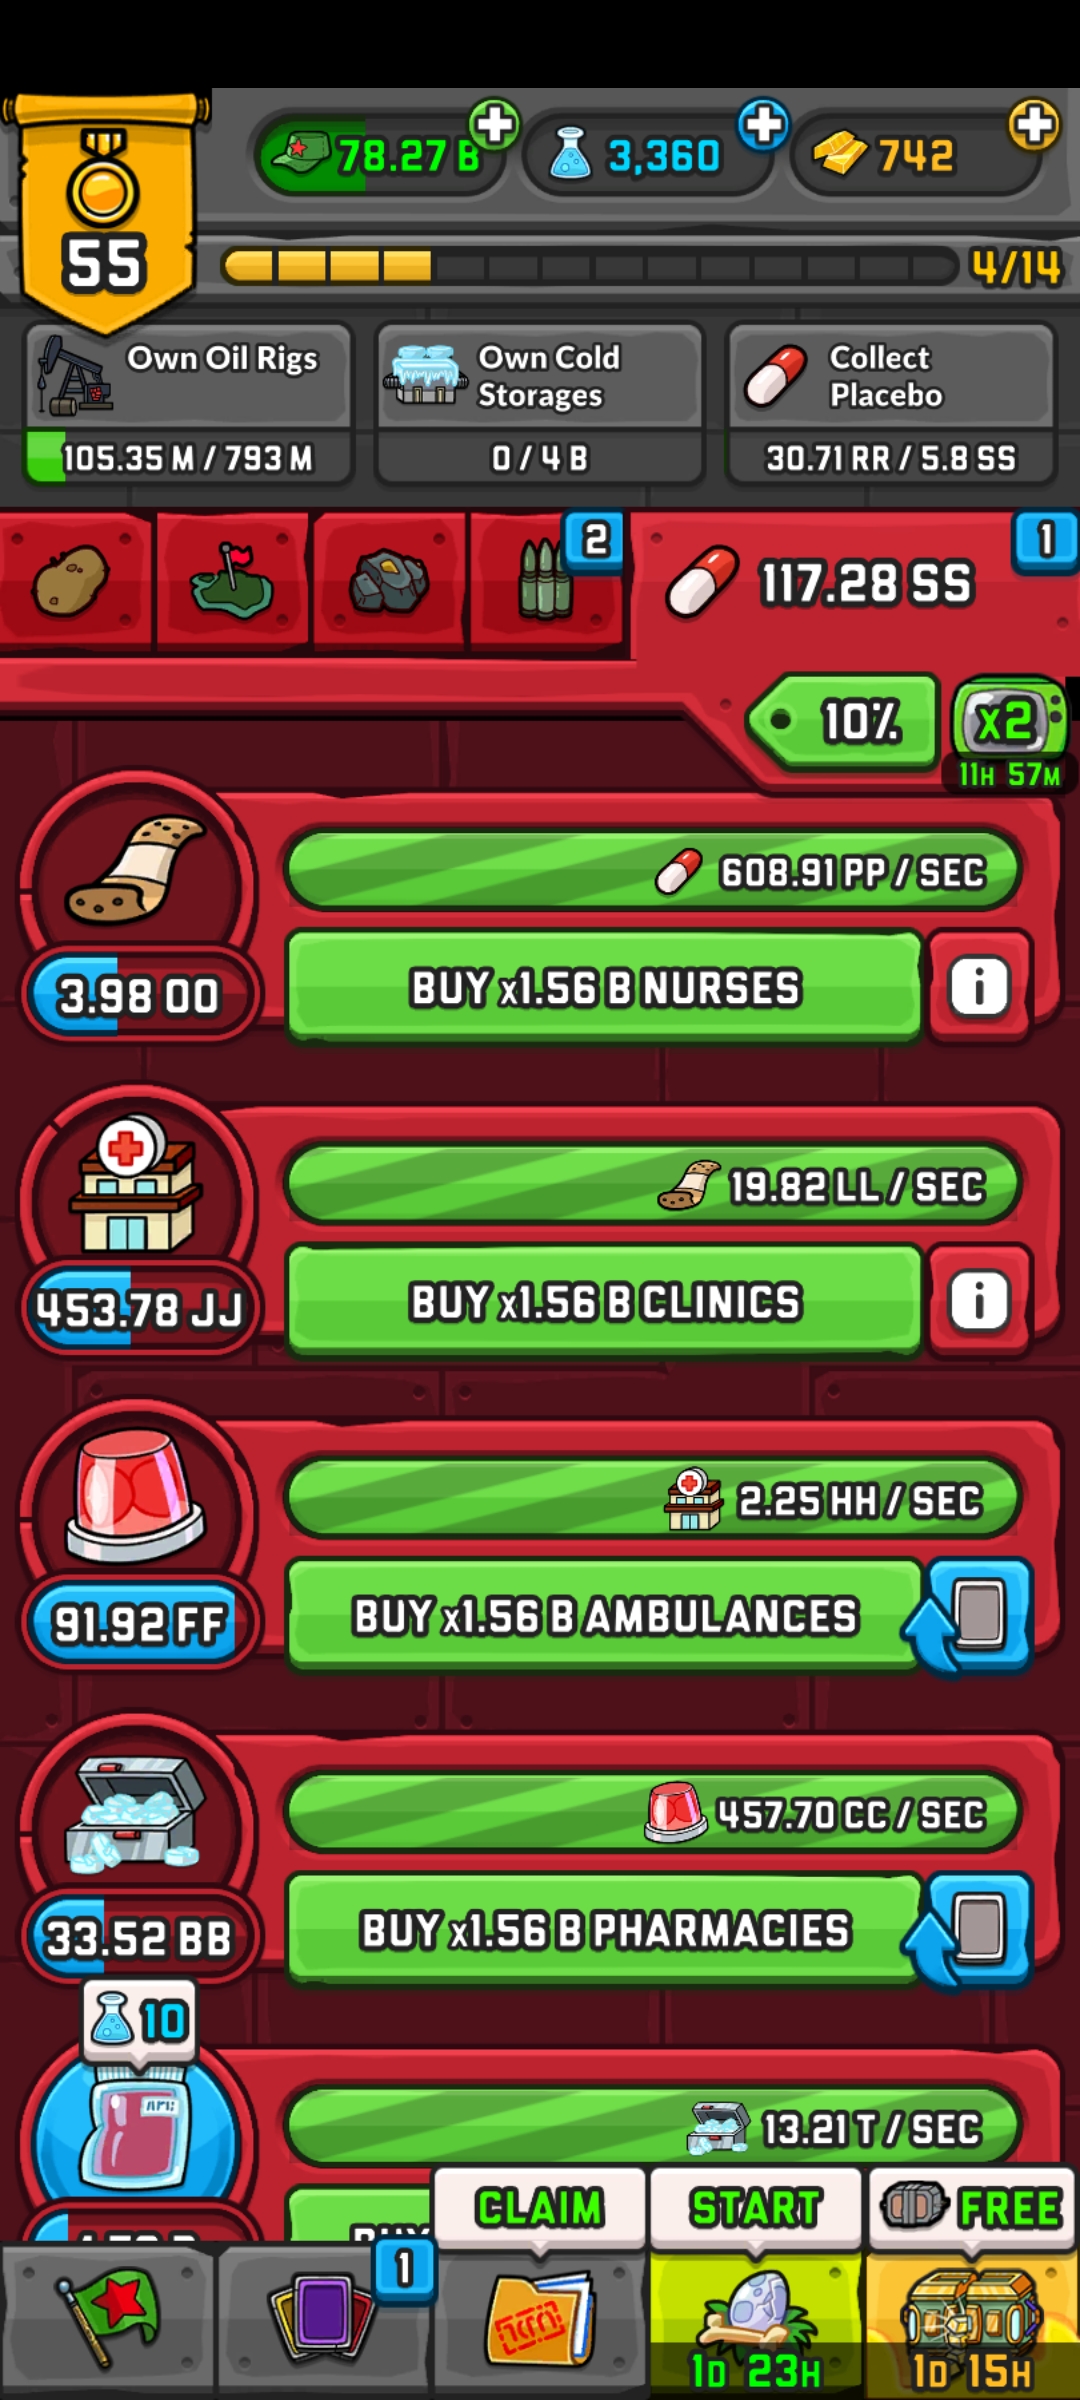 78.27 B
3,360
742
55
4/14
Own Oil Rigs
105.35 M / 793 M
Own Cold
Storages
0 / 4 B
Collect
Placebo
30.71 RR / 5.8 SS
2
117.28 SS
1
10%
x2
11H 57M
608.91 PP / SEC
3.98 OO
BUY x1.56 B NURSES
i
19.82 LL / SEC
453.78 JJ
BUY x1.56 B CLINICS
i
2.25 HH / SEC
91.92 FF
BUY x1.56 B AMBULANCES
457.70 CC / SEC
33.52 BB
BUY x1.56 B PHARMACIES
10
13.21 T / SEC
BUY
CLAIM
START
FREE
1
1D 23H
1D 15H